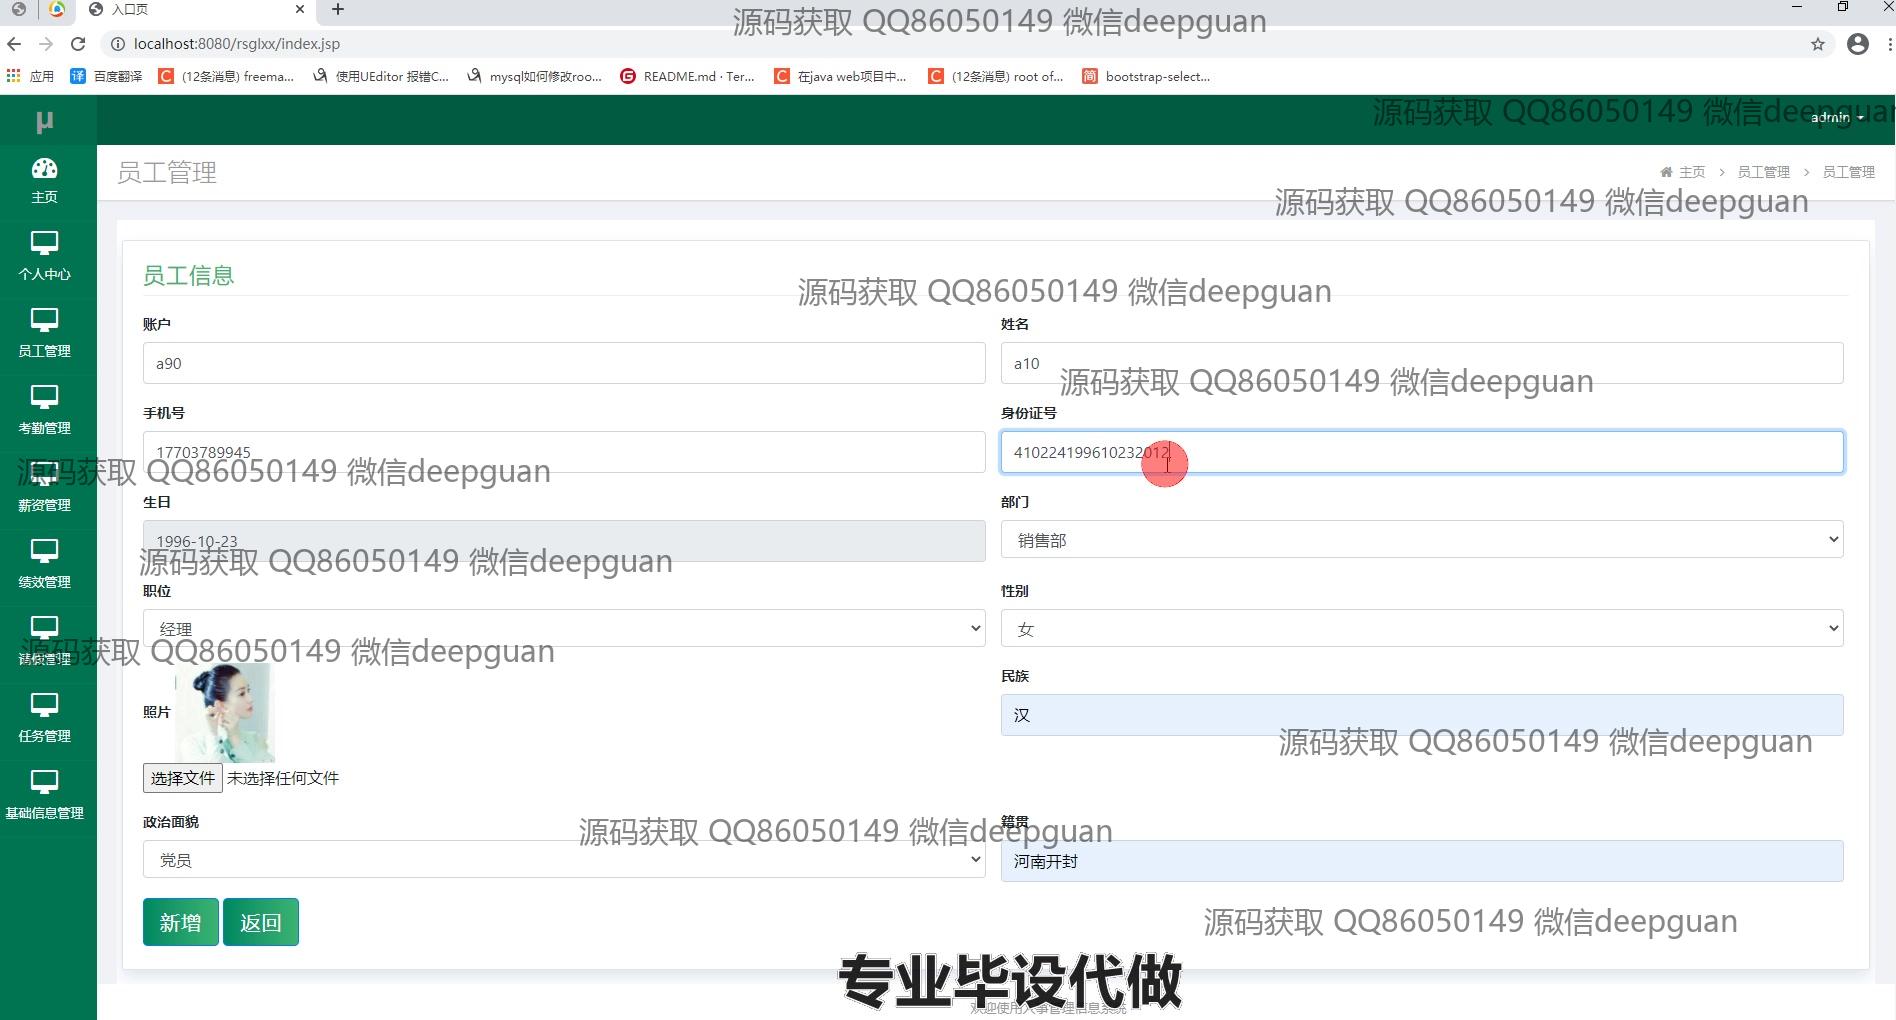 入口页
源码获取 QQ86050149 微信deepguan
localhost:8080/rsglxx/index.jsp
应用 百度翻译 (12条消息) freema... 使用UEditor 报错C... mysql如何修改roo... README.md · Ter... 在java web项目中... (12条消息) root of... bootstrap-select...
µ
源码获取 QQ86050149 微信deepguan
admin
主页
员工管理
主页 > 员工管理 > 员工管理
源码获取 QQ86050149 微信deepguan
个人中心
员工信息
源码获取 QQ86050149 微信deepguan
账户 姓名
员工管理
a90 a10
源码获取 QQ86050149 微信deepguan
手机号 身份证号
考勤管理
17703789945 410224199610232012
源码获取 QQ86050149 微信deepguan
薪资管理
生日 部门
1996-10-23 销售部
源码获取 QQ86050149 微信deepguan
绩效管理
职位 性别
经理 女
源码获取 QQ86050149 微信deepguan
请假管理
民族
照片
汉
任务管理
源码获取 QQ86050149 微信deepguan
选择文件 未选择任何文件
基础信息管理
政治面貌 籍贯
源码获取 QQ86050149 微信deepguan
党员 河南开封
新增 返回
源码获取 QQ86050149 微信deepguan
专业毕设代做
欢迎使用人事管理信息系统